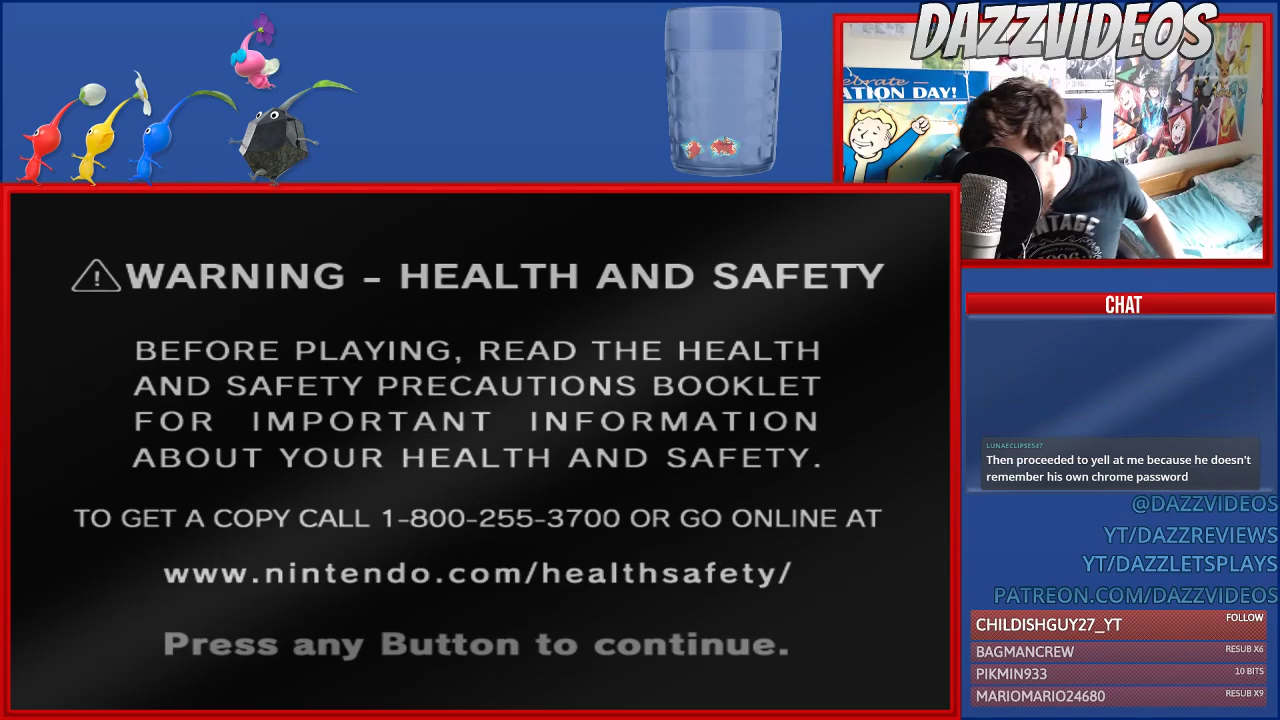 DAZZVIDEOS
ATION DAY!
WARNING - HEALTH AND SAFETY
BEFORE PLAYING, READ THE HEALTH
AND SAFETY PRECAUTIONS BOOKLET
FOR IMPORTANT INFORMATION
ABOUT YOUR HEALTH AND SAFETY.
TO GET A COPY CALL 1-800-255-3700 OR GO ONLINE AT
www.nintendo.com/healthsafety/
Press any Button to continue.
CHAT
LUNAECLIPSE547
Then proceeded to yell at me because he doesn't
remember his own chrome password
@DAZZVIDEOS
YT/DAZZREVIEWS
YT/DAZZLETSPLAYS
PATREON.COM/DAZZVIDEOS
CHILDISHGUY27_YT FOLLOW
BAGMANCREW RESUB X6
PIKMIN933 10 BITS
MARIOMARIO24680 RESUB X9